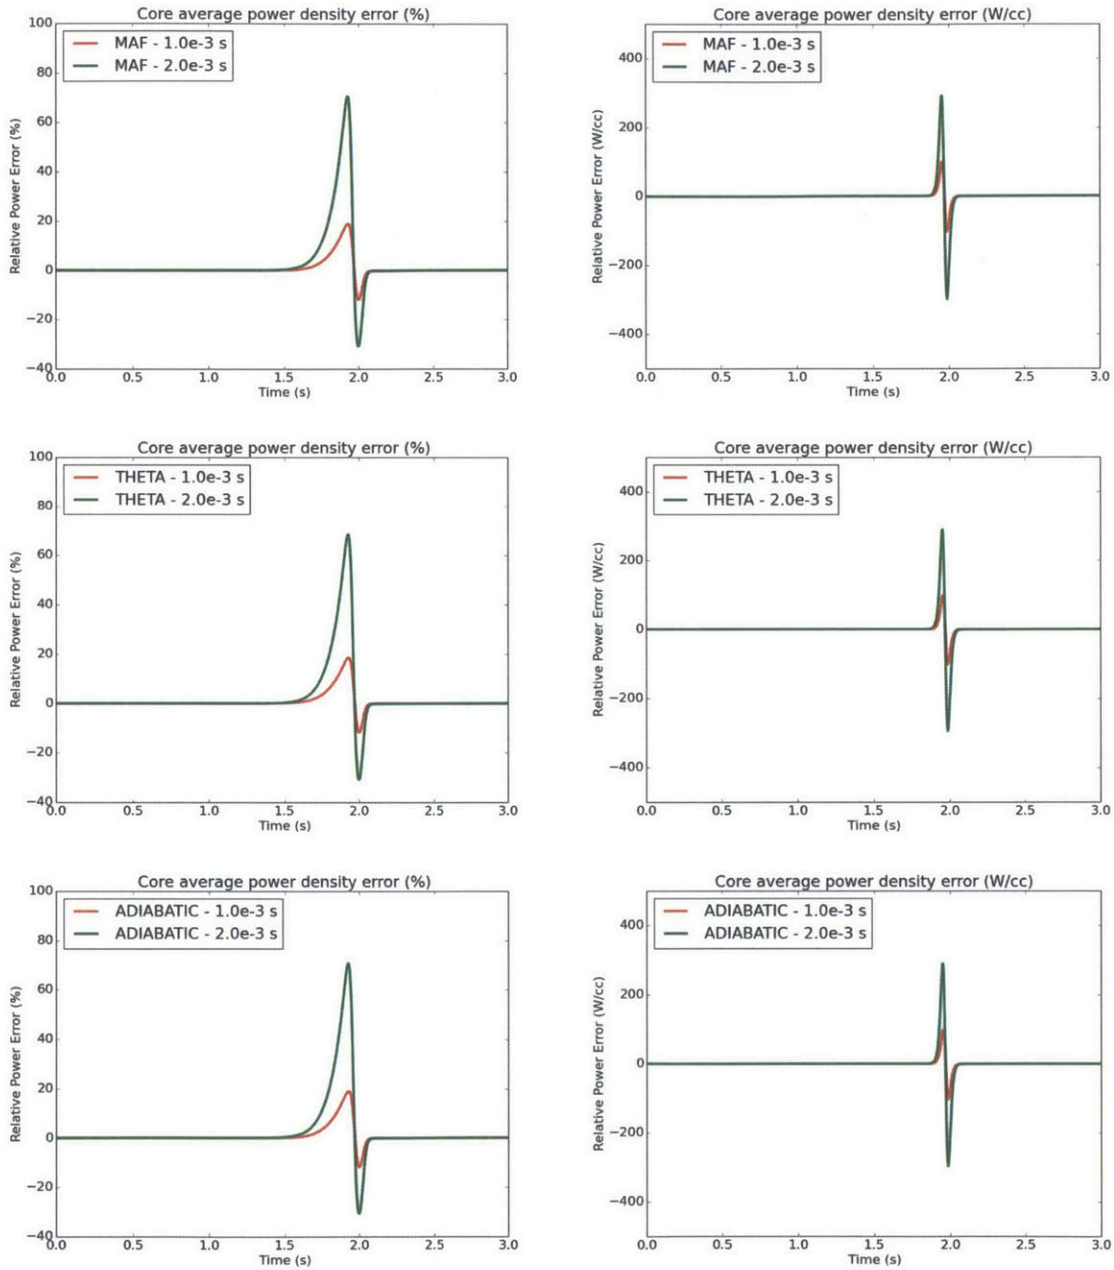 Core average power density error (%)
MAF - 1.0e-3 s
MAF - 2.0e-3 s
Relative Power Error (%)
100
80
60
40
20
0
−20
−40
0.0 0.5 1.0 1.5 2.0 2.5 3.0
Time (s)
Core average power density error (W/cc)
MAF - 1.0e-3 s
MAF - 2.0e-3 s
Relative Power Error (W/cc)
400
200
0
−200
−400
0.0 0.5 1.0 1.5 2.0 2.5 3.0
Time (s)
Core average power density error (%)
THETA - 1.0e-3 s
THETA - 2.0e-3 s
Relative Power Error (%)
100
80
60
40
20
0
−20
−40
0.0 0.5 1.0 1.5 2.0 2.5 3.0
Time (s)
Core average power density error (W/cc)
THETA - 1.0e-3 s
THETA - 2.0e-3 s
Relative Power Error (W/cc)
400
200
0
−200
−400
0.0 0.5 1.0 1.5 2.0 2.5 3.0
Time (s)
Core average power density error (%)
ADIABATIC - 1.0e-3 s
ADIABATIC - 2.0e-3 s
Relative Power Error (%)
100
80
60
40
20
0
−20
−40
0.0 0.5 1.0 1.5 2.0 2.5 3.0
Time (s)
Core average power density error (W/cc)
ADIABATIC - 1.0e-3 s
ADIABATIC - 2.0e-3 s
Relative Power Error (W/cc)
400
200
0
−200
−400
0.0 0.5 1.0 1.5 2.0 2.5 3.0
Time (s)